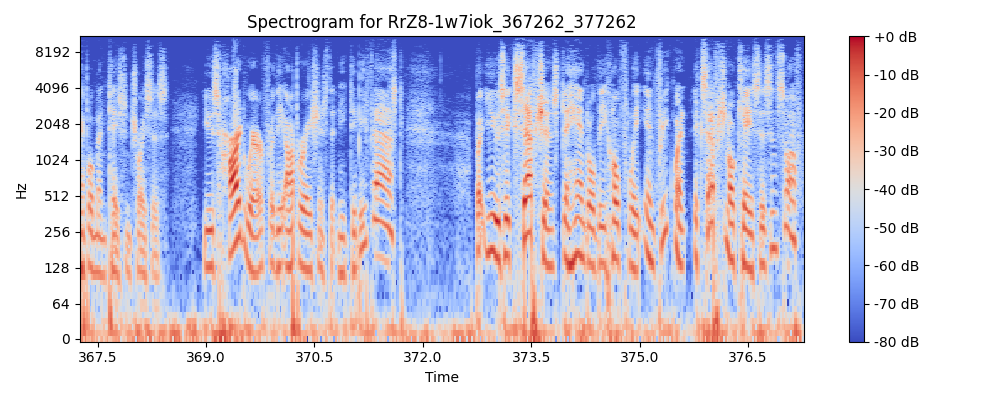 Spectrogram for RrZ8-1w7iok_367262_377262
Hz
8192
4096
2048
1024
512
256
128
64
0
367.5 369.0 370.5 372.0 373.5 375.0 376.5
Time
+0 dB
-10 dB
-20 dB
-30 dB
-40 dB
-50 dB
-60 dB
-70 dB
-80 dB